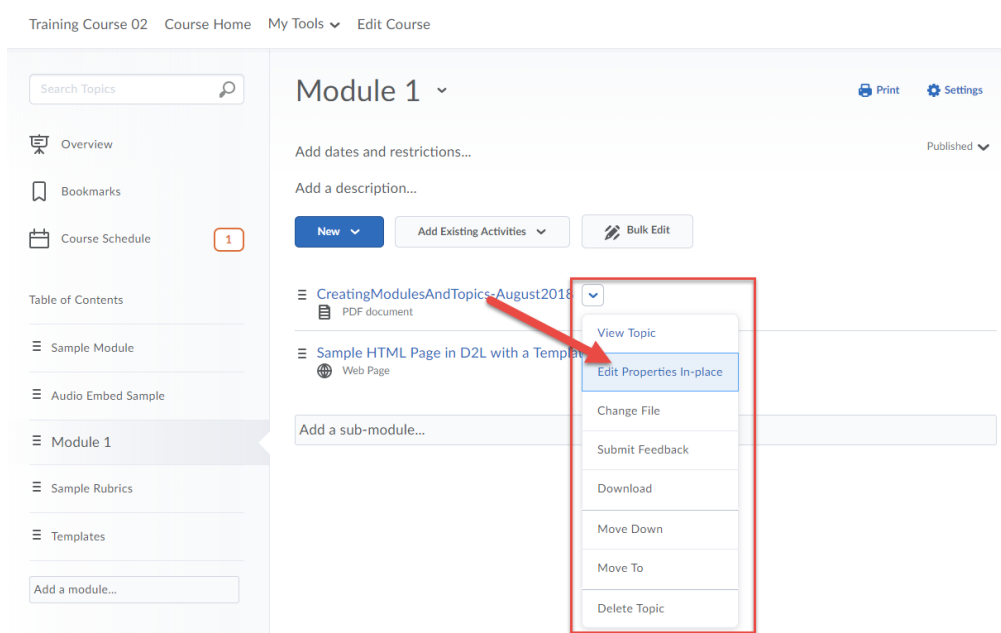 Training Course 02 Course Home My Tools Edit Course
Search Topics
Overview
Bookmarks
Course Schedule 1
Table of Contents
Sample Module
Audio Embed Sample
Module 1
Sample Rubrics
Templates
Add a module...
Module 1
Print Settings
Add dates and restrictions...
Published
Add a description...
New Add Existing Activities Bulk Edit
CreatingModulesAndTopics-August2018
PDF document
Sample HTML Page in D2L with a Templat
Web Page
Add a sub-module...
View Topic
Edit Properties In-place
Change File
Submit Feedback
Download
Move Down
Move To
Delete Topic